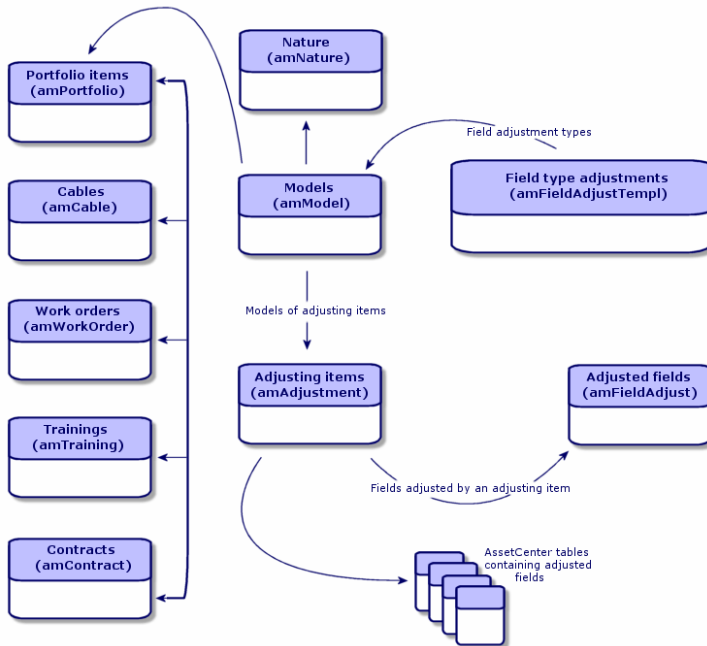 Nature
(amNature)
Portfolio items
(amPortfolio)
Field adjustment types
Cables
(amCable)
Models
(amModel)
Field type adjustments
(amFieldAdjustTempl)
Work orders
(amWorkOrder)
Models of adjusting items
Adjusting items
(amAdjustment)
Adjusted fields
(amFieldAdjust)
Trainings
(amTraining)
Fields adjusted by an adjusting item
Contracts
(amContract)
AssetCenter tables
containing adjusted
fields